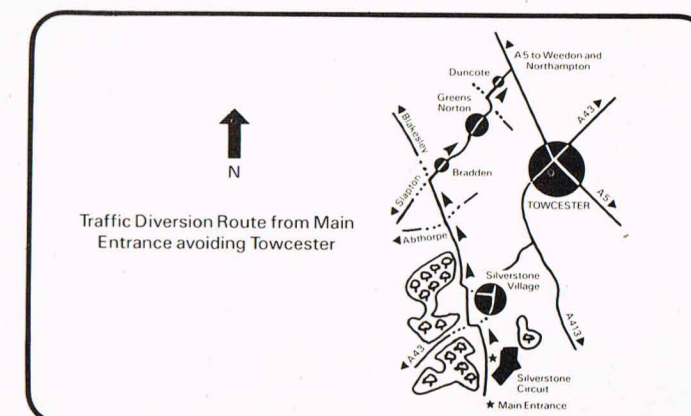 A5 to Weedon and
Northampton
Duncote
Greens
Norton
A43
Blakesley
Bradden
Slapton
TOWCESTER
A5
N
Traffic Diversion Route from Main
Entrance avoiding Towcester
Abthorpe
Silverstone
Village
A43
A413
Silverstone
Circuit
★ Main Entrance